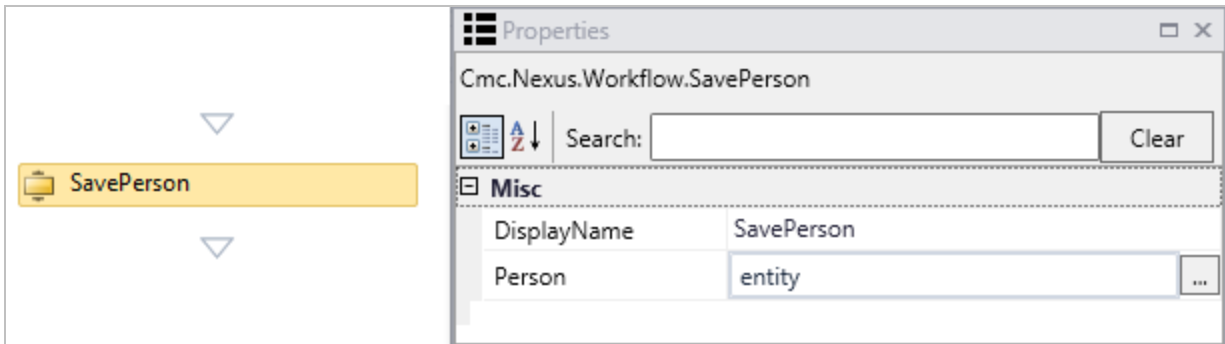 Properties
Cmc.Nexus.Workflow.SavePerson
A
Z
Search:
Clear
SavePerson
Misc
DisplayName SavePerson
Person entity ...